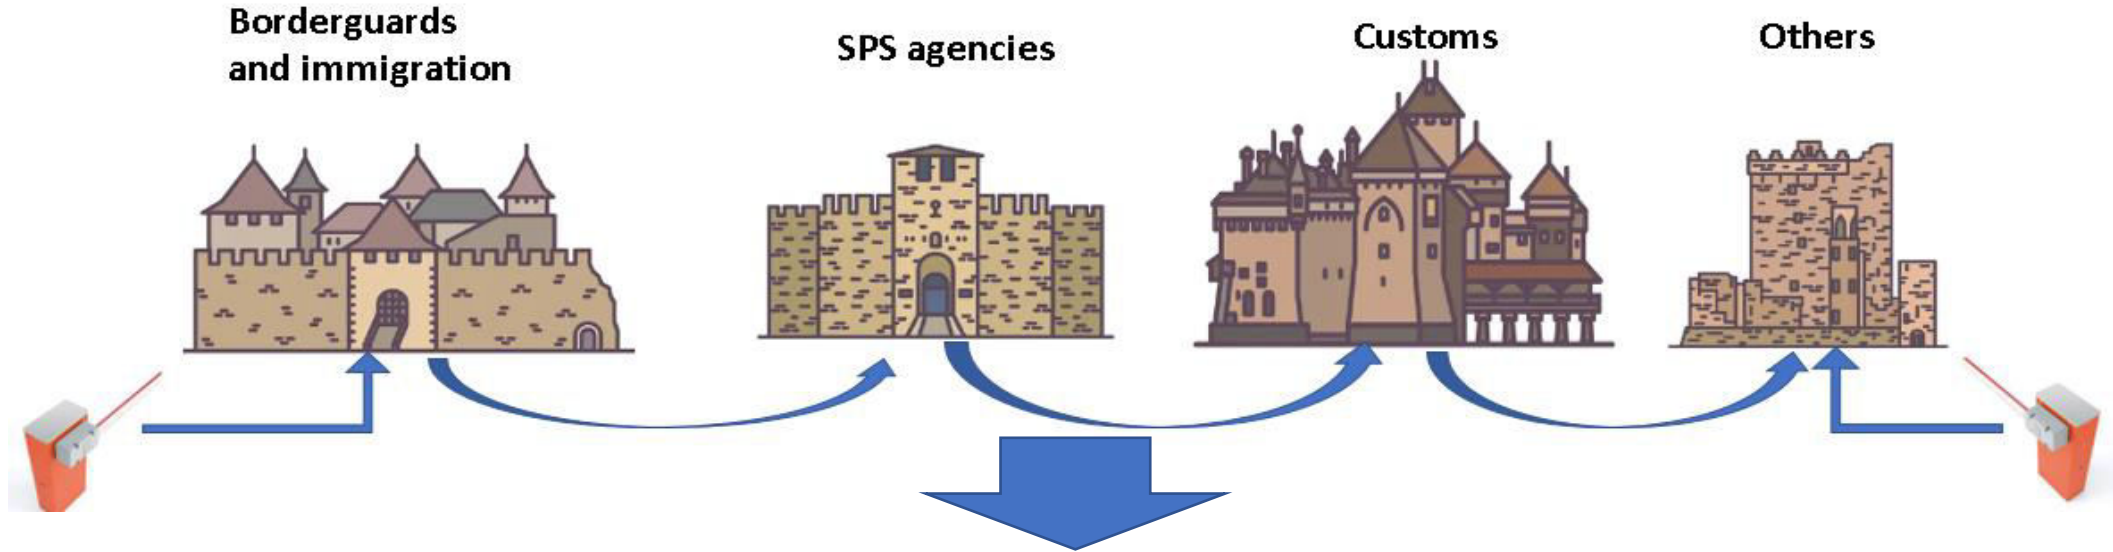 Borderguards
and immigration
SPS agencies
Customs
Others